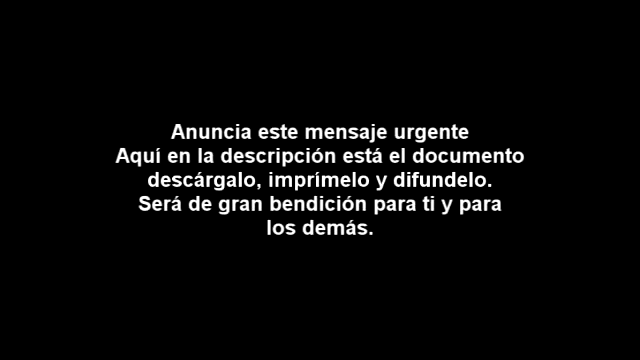 Anuncia este mensaje urgente
Aquí en la descripción está el documento
descárgalo, imprímelo y difundelo.
Será de gran bendición para ti y para
los demás.